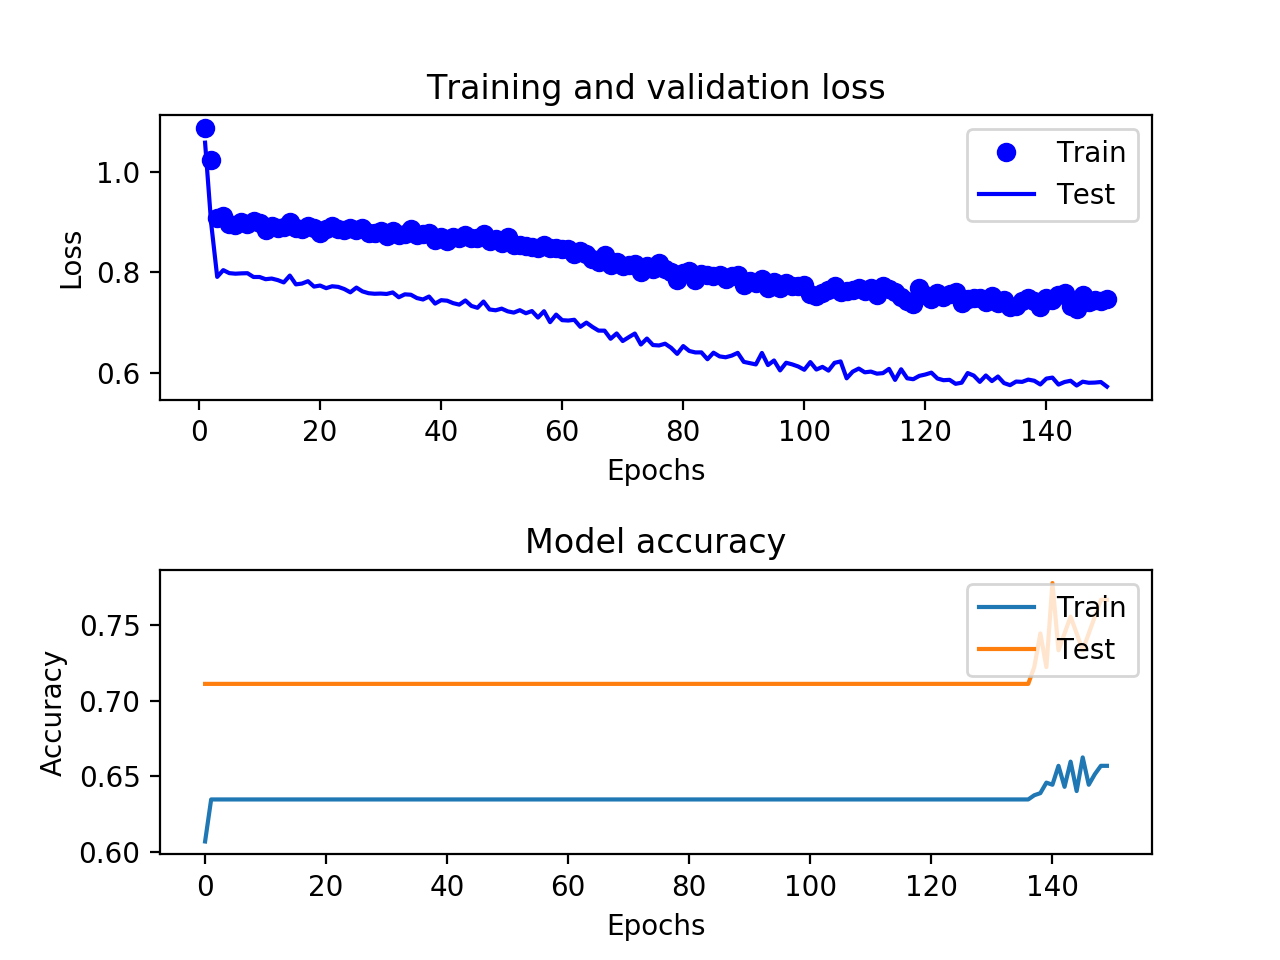 Training and validation loss
1.0
0.8
0.6
Loss
Train
Test
0 20 40 60 80 100 120 140
Epochs
Model accuracy
0.75
0.70
0.65
0.60
Accuracy
Train
Test
0 20 40 60 80 100 120 140
Epochs